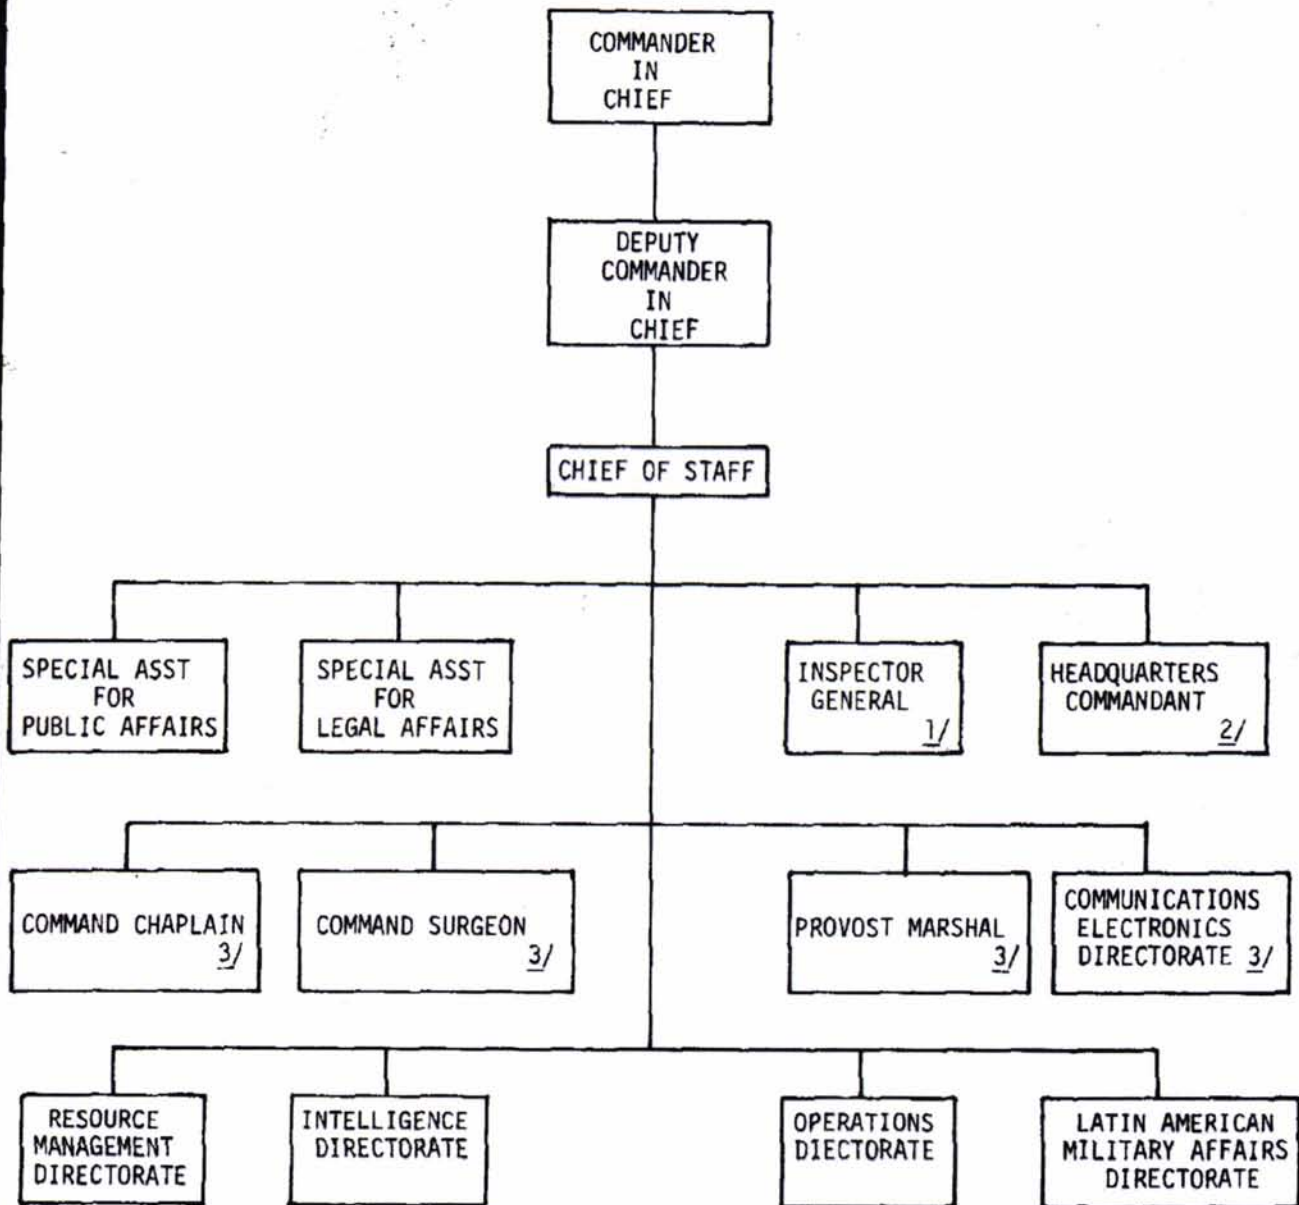 COMMANDER
IN
CHIEF
DEPUTY
COMMANDER
IN
CHIEF
CHIEF OF STAFF
SPECIAL ASST
FOR
PUBLIC AFFAIRS
SPECIAL ASST
FOR
LEGAL AFFAIRS
INSPECTOR
GENERAL
1/
HEADQUARTERS
COMMANDANT
2/
COMMAND CHAPLAIN
3/
COMMAND SURGEON
3/
PROVOST MARSHAL
3/
COMMUNICATIONS
ELECTRONICS
DIRECTORATE 3/
RESOURCE
MANAGEMENT
DIRECTORATE
INTELLIGENCE
DIRECTORATE
OPERATIONS
DIECTORATE
LATIN AMERICAN
MILITARY AFFAIRS
DIRECTORATE